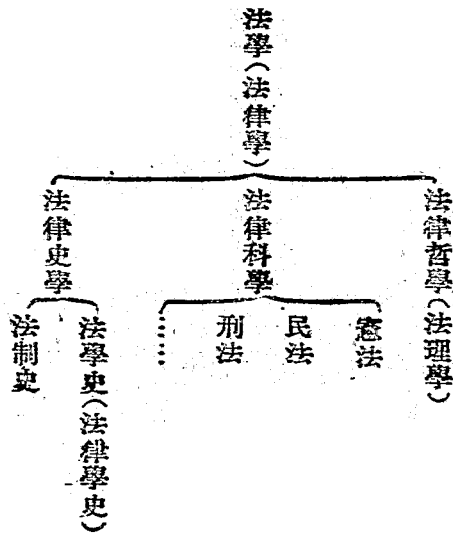 法學（法律學）
法律哲學（法理學）
法律科學
憲法
民法
刑法
……
法律史學
法學史（法律學史）
法制史